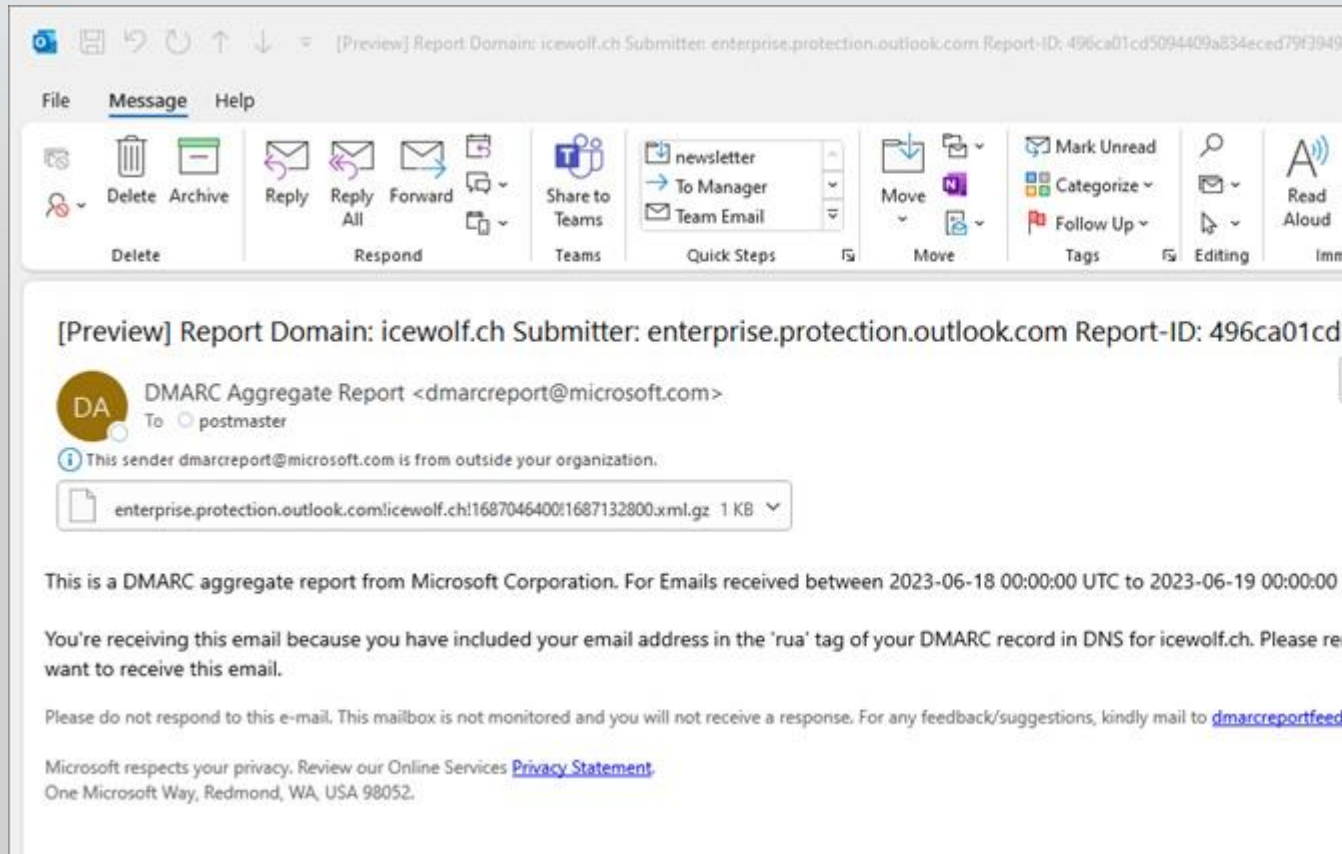 [Preview] Report Domain: icewolf.ch Submitter: enterprise.protection.outlook.com Report-ID: 496ca01cd5094409a834eced79f3949
File Message Help
Delete Archive
Reply Reply All Forward
Share to Teams
newsletter
To Manager
Team Email
Move
Mark Unread
Categorize
Follow Up
Read Aloud
Delete Respond Teams Quick Steps Move Tags Editing Imm
[Preview] Report Domain: icewolf.ch Submitter: enterprise.protection.outlook.com Report-ID: 496ca01cd
DA
DMARC Aggregate Report <dmarcreport@microsoft.com>
To postmaster
This sender dmarcreport@microsoft.com is from outside your organization.
enterprise.protection.outlook.com!icewolf.ch!1687046400!1687132800.xml.gz 1 KB
This is a DMARC aggregate report from Microsoft Corporation. For Emails received between 2023-06-18 00:00:00 UTC to 2023-06-19 00:00:00
You're receiving this email because you have included your email address in the 'rua' tag of your DMARC record in DNS for icewolf.ch. Please re
want to receive this email.
Please do not respond to this e-mail. This mailbox is not monitored and you will not receive a response. For any feedback/suggestions, kindly mail to dmarcreportfeed
Microsoft respects your privacy. Review our Online Services Privacy Statement.
One Microsoft Way, Redmond, WA, USA 98052.